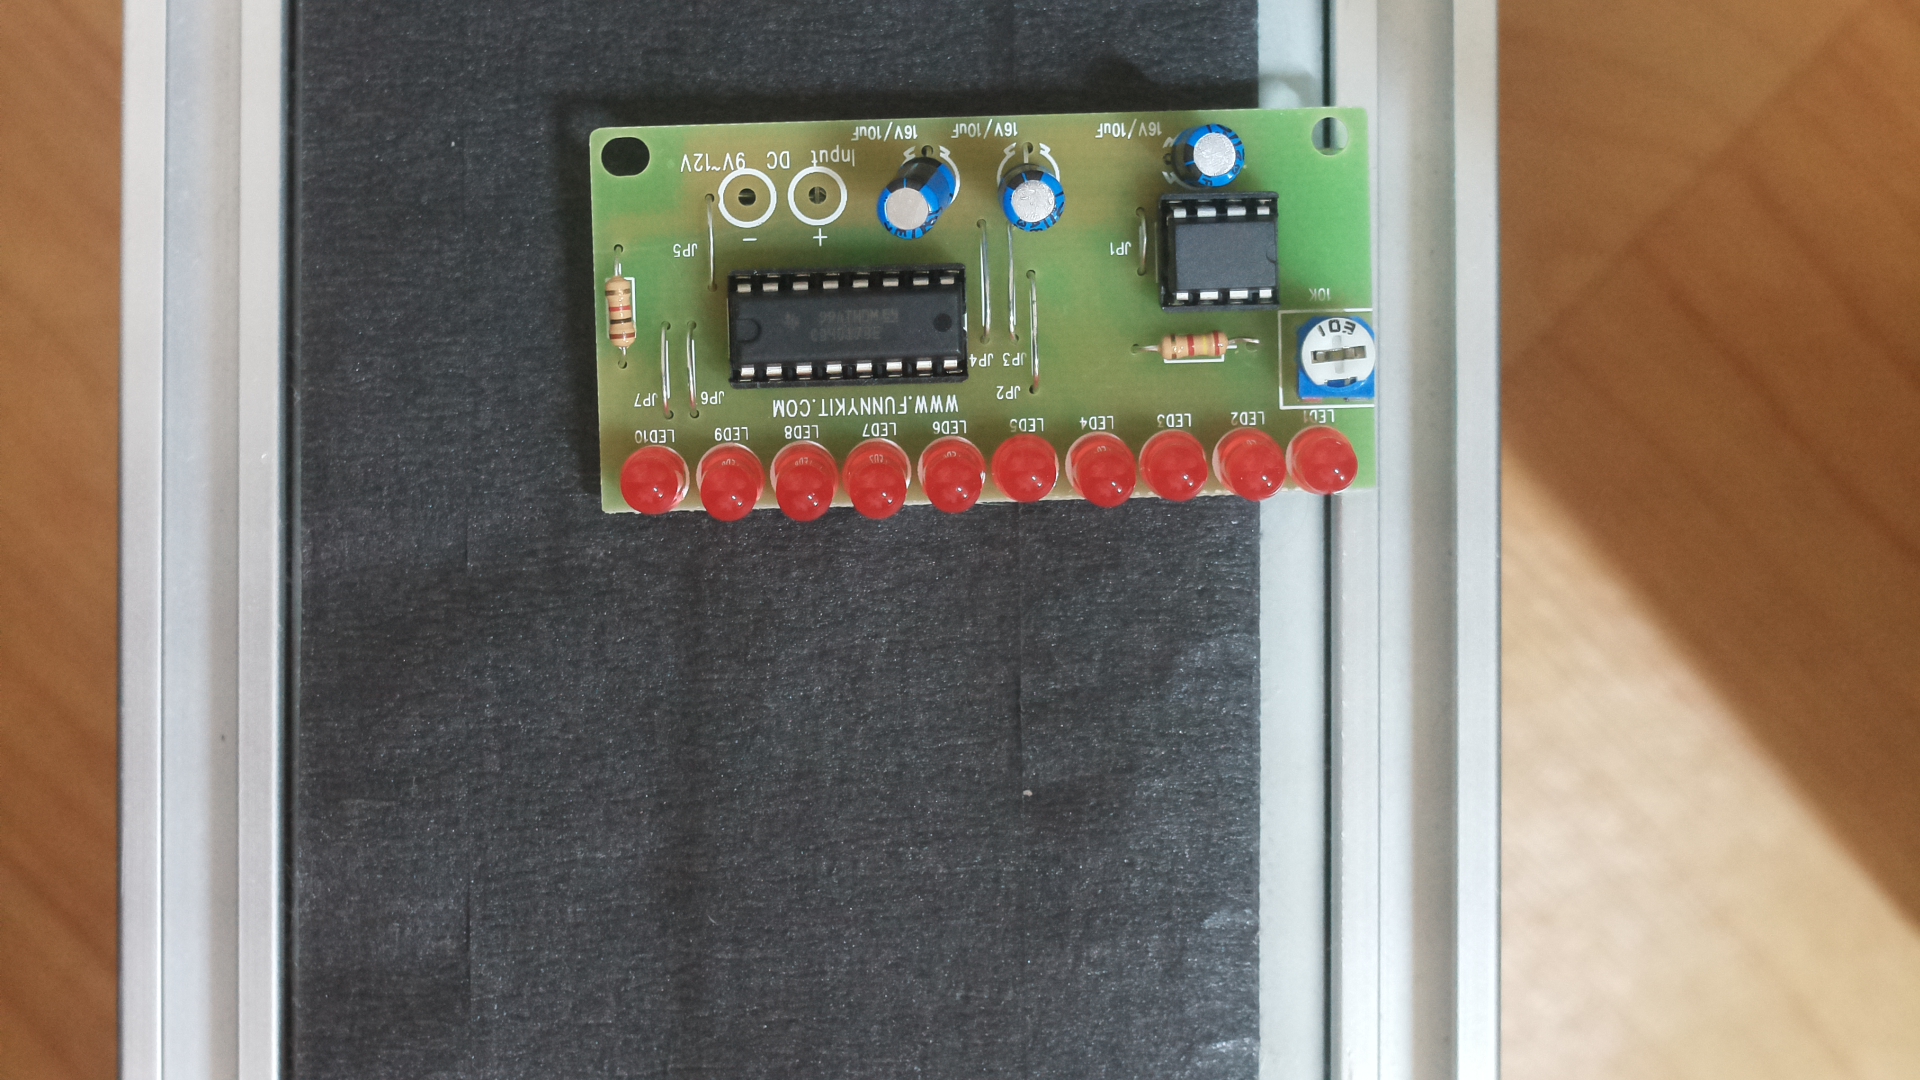 LED1 LED2 LED3 LED4 LED5 LED6 LED7 LED8 LED9 LED10
WWW.FUNNYKIT.COM
JP2
JP6 JP7
JP3 JP4
103
10K
JP1
JP5
+ -
Input DC 9V~12V
16V/10uF 16V/10uF 16V/10uF